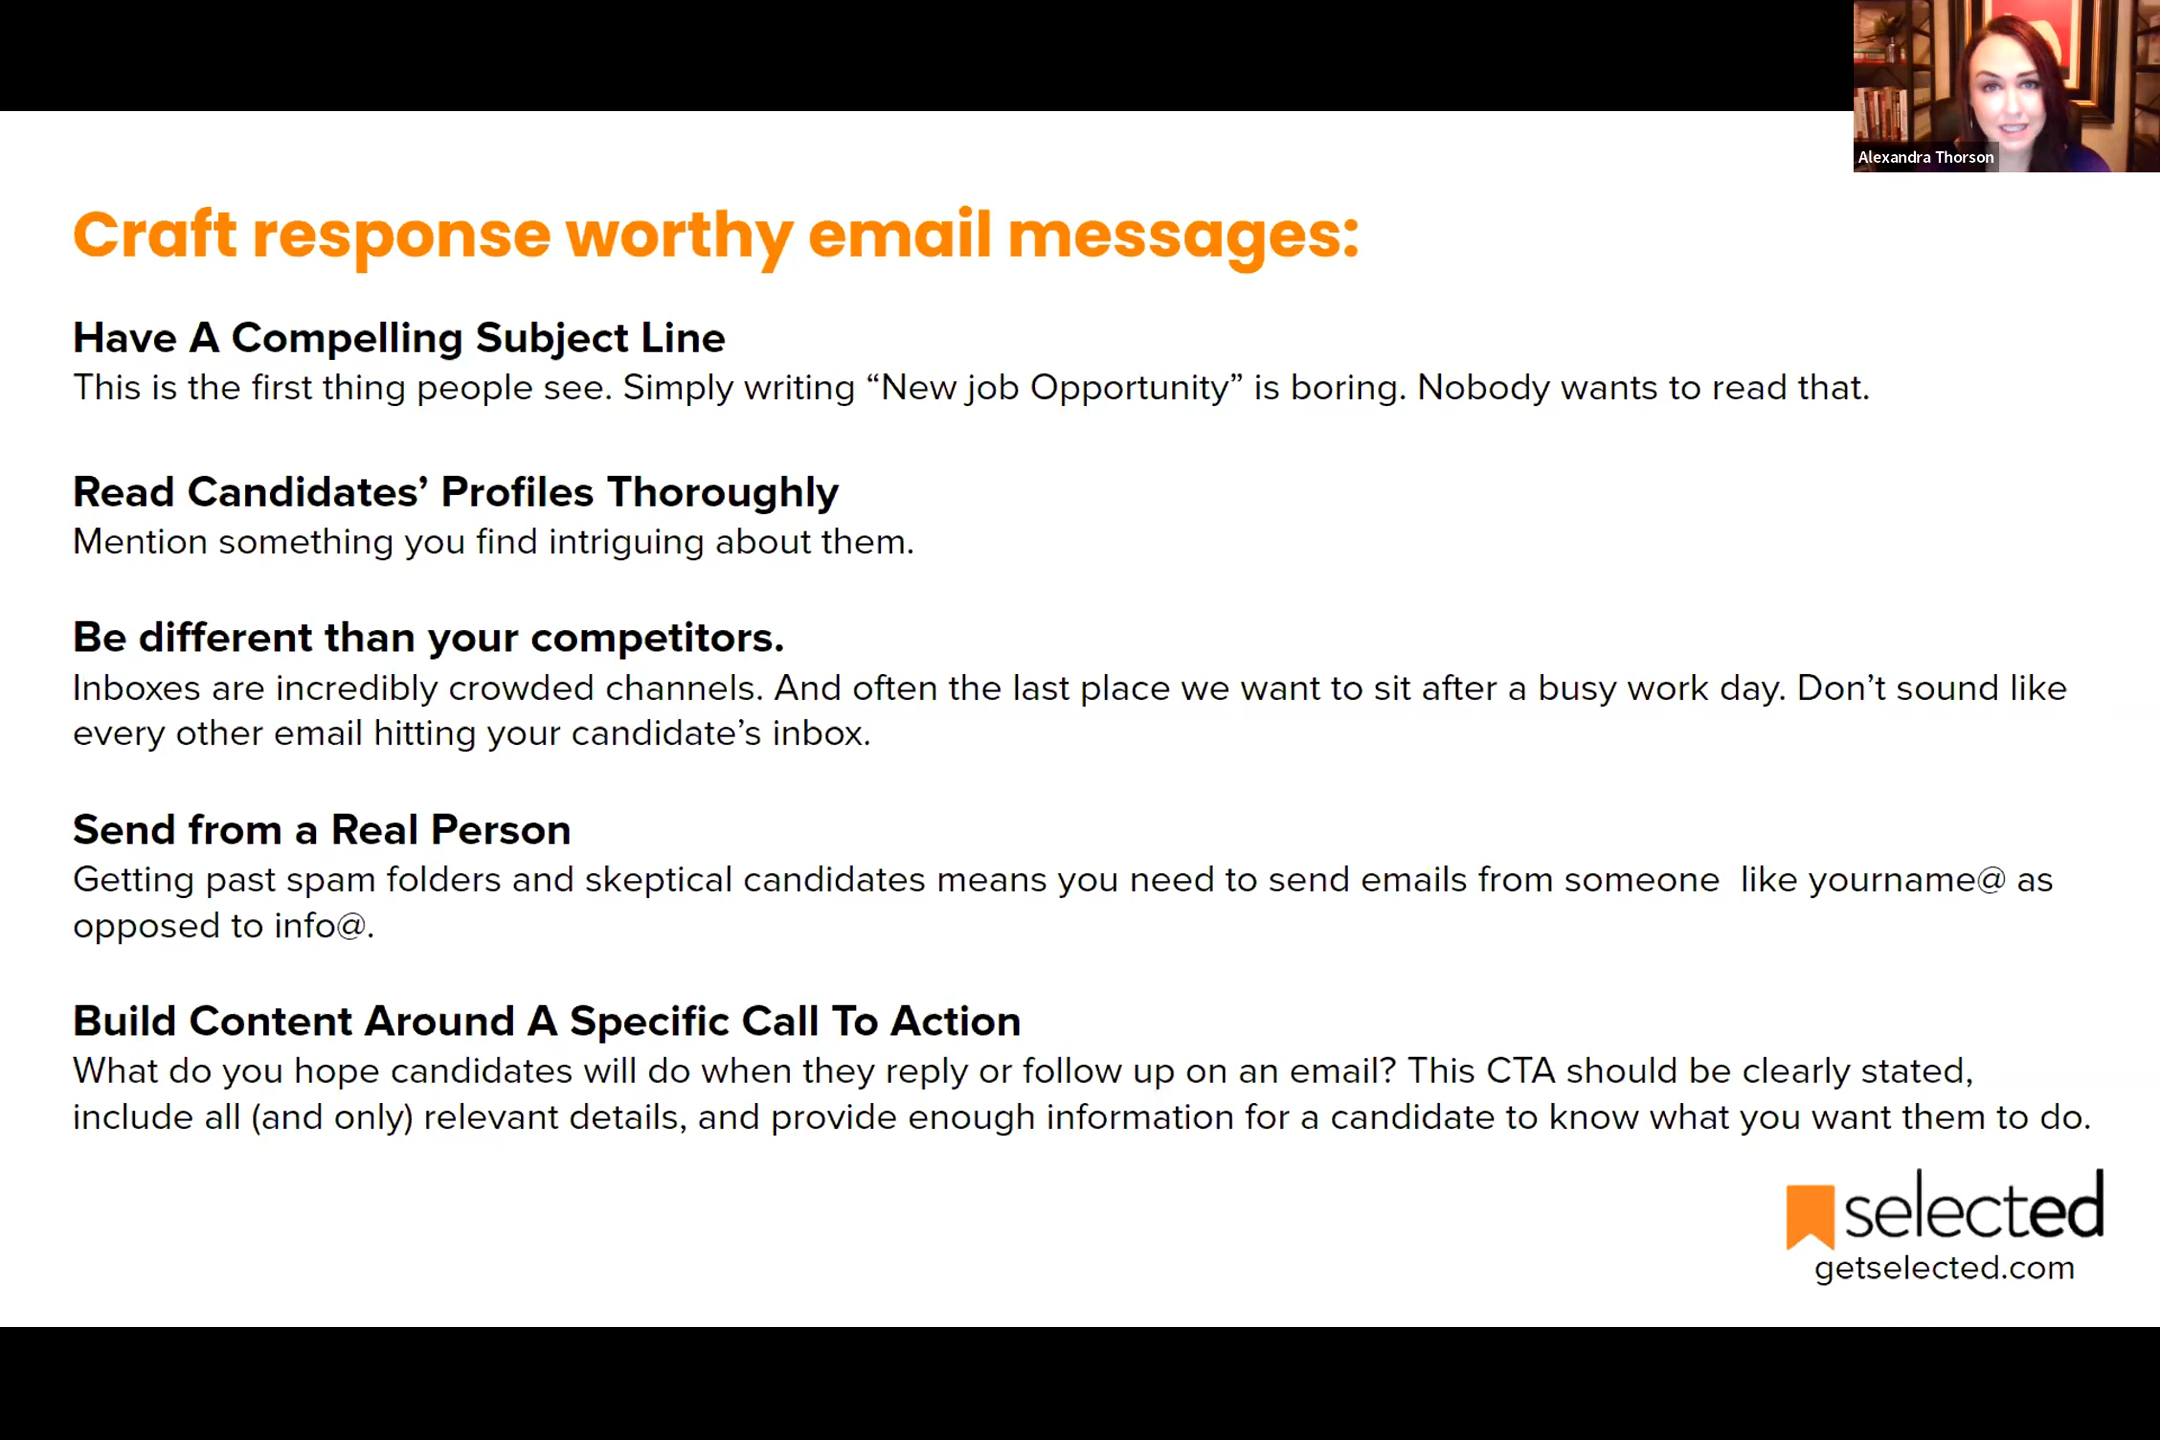 Alexandra Thorson
Craft response worthy email messages:
Have A Compelling Subject Line
This is the first thing people see. Simply writing “New job Opportunity” is boring. Nobody wants to read that.
Read Candidates’ Profiles Thoroughly
Mention something you find intriguing about them.
Be different than your competitors.
Inboxes are incredibly crowded channels. And often the last place we want to sit after a busy work day. Don’t sound like
every other email hitting your candidate’s inbox.
Send from a Real Person
Getting past spam folders and skeptical candidates means you need to send emails from someone  like yourname@ as
opposed to info@.
Build Content Around A Specific Call To Action
What do you hope candidates will do when they reply or follow up on an email? This CTA should be clearly stated,
include all (and only) relevant details, and provide enough information for a candidate to know what you want them to do.
selected
getselected.com